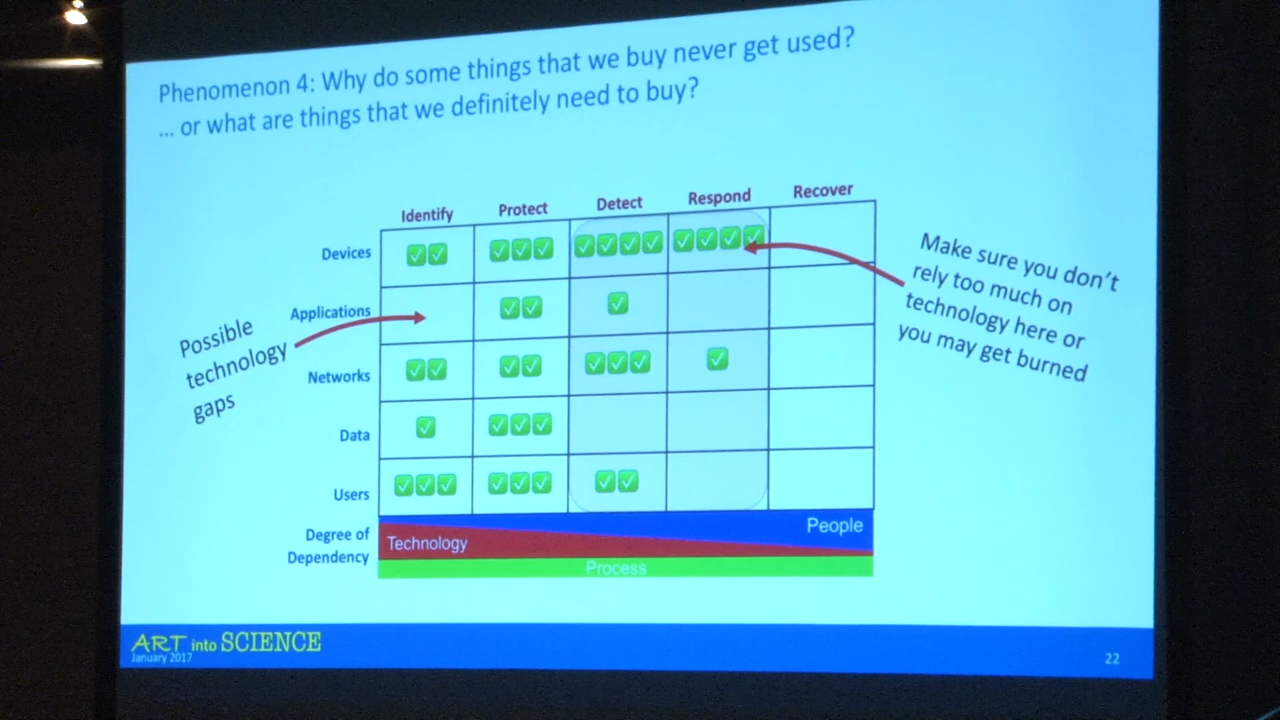 Phenomenon 4: Why do some things that we buy never get used?
... or what are things that we definitely need to buy?
Identify Protect Detect Respond Recover
Devices
Applications
Networks
Data
Users
Possible
technology
gaps
Make sure you don't
rely too much on
technology here or
you may get burned
Degree of
Dependency
Technology
People
Process
ART into SCIENCE
January 2017
22